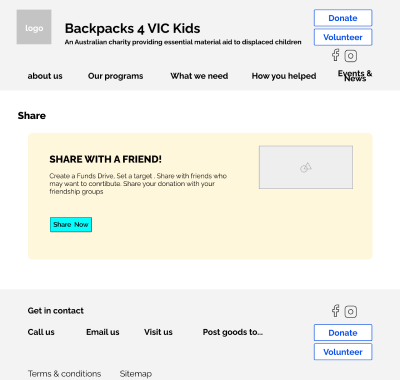 logo
Backpacks 4 VIC Kids
An Australian charity providing essential material aid to displaced children
Donate
Volunteer
about us
Our programs
What we need
How you helped
Events &
News
Share
SHARE WITH A FRIEND!
Create a Funds Drive, Set a target . Share with friends who
may want to conrtibute. Share your donation with your
friendship groups
Share Now
Get in contact
Call us
Email us
Visit us
Post goods to...
Donate
Volunteer
Terms & conditions
Sitemap